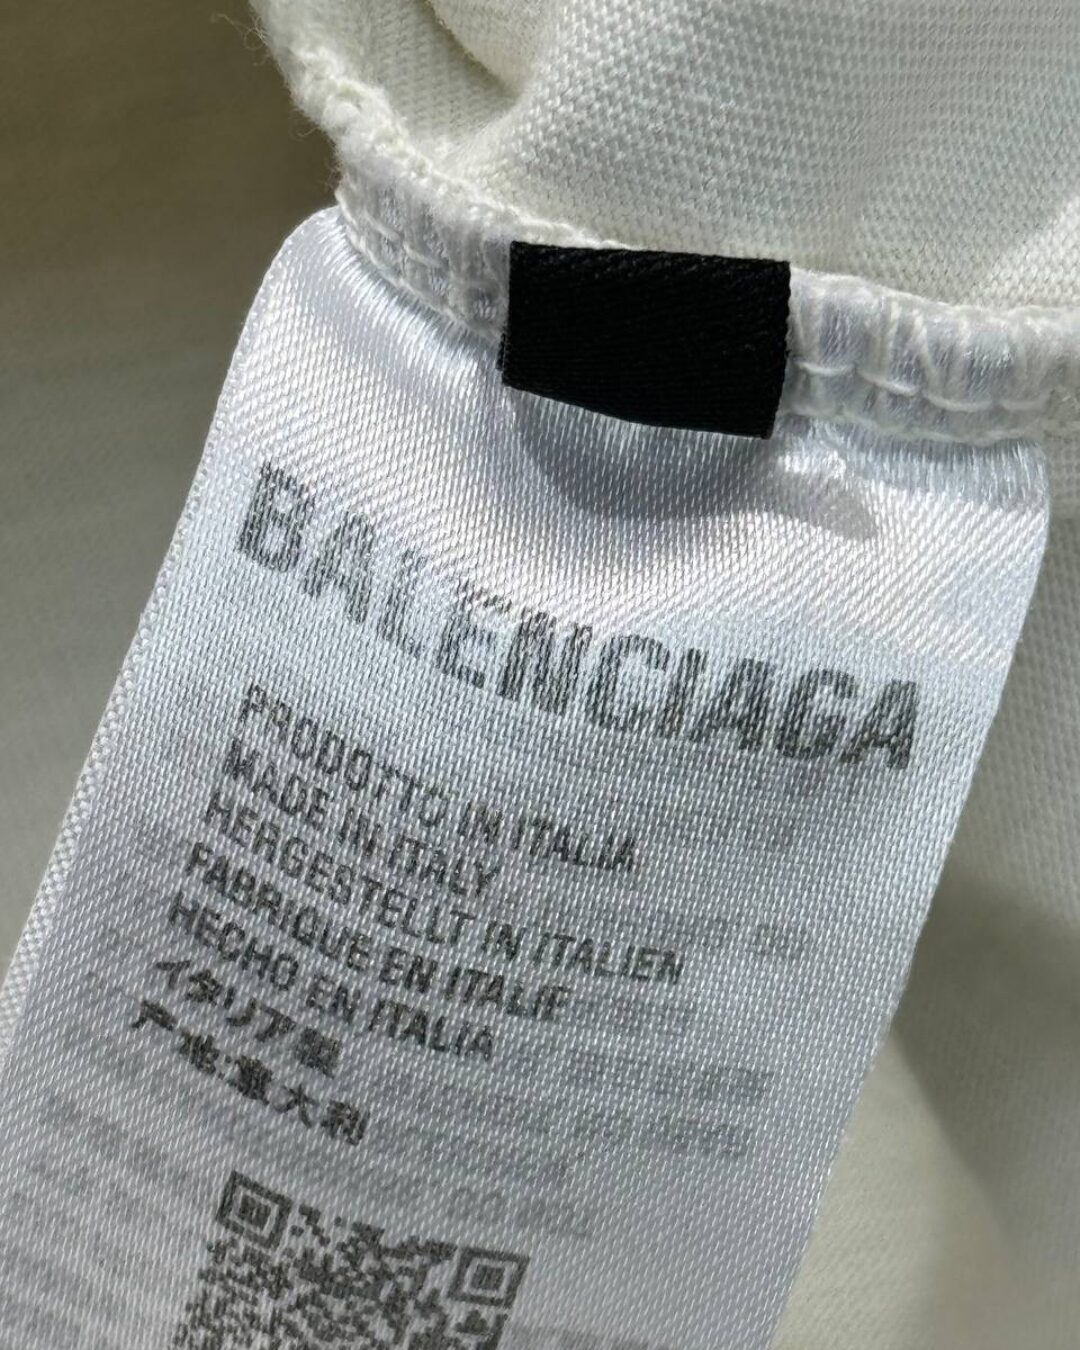 BALENCIAGA
PRODOTTO IN ITALIA
MADE IN ITALY
HERGESTELLT IN ITALIEN
FABRIQUE EN ITALIE
HECHO EN ITALIA
イタリア製
产地:意大利